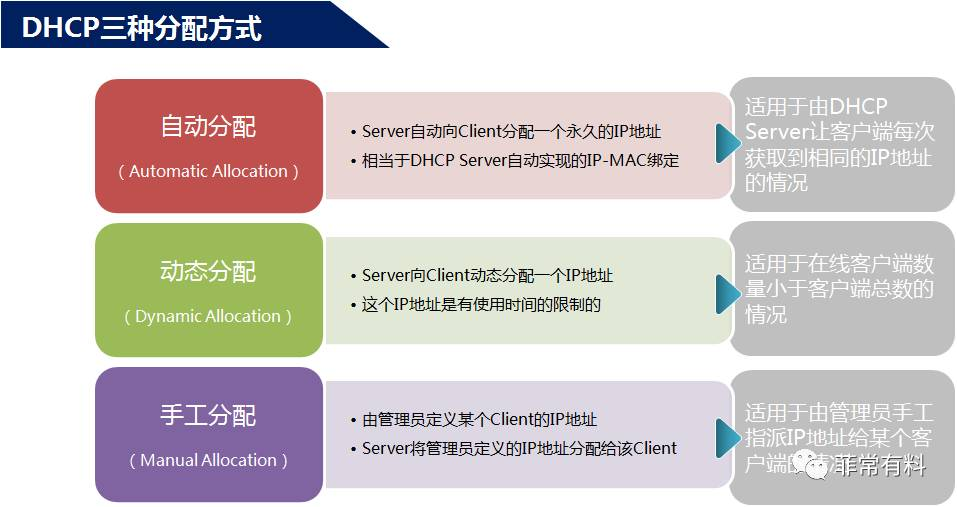 DHCP三种分配方式
自动分配
（Automatic Allocation）
• Server自动向Client分配一个永久的IP地址
• 相当于DHCP Server自动实现的IP-MAC绑定
适用于由DHCP
Server让客户端每次
获取到相同的IP地址
的情况
动态分配
（Dynamic Allocation）
• Server向Client动态分配一个IP地址
• 这个IP地址是有使用时间的限制的
适用于在线客户端数
量小于客户端总数的
情况
手工分配
（Manual Allocation）
• 由管理员定义某个Client的IP地址
• Server将管理员定义的IP地址分配给该Client
适用于由管理员手工
指派IP地址给某个客
户端的情况
非常有料